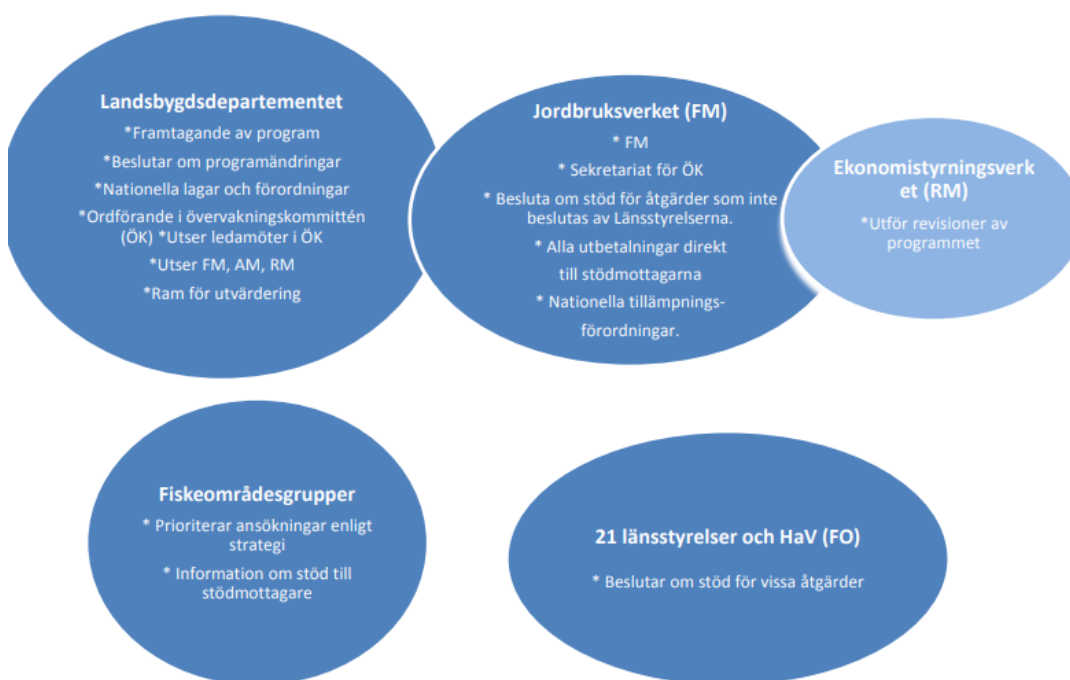 Landsbygdsdepartementet
*Framtagande av program
*Beslutar om programändringar
*Nationella lagar och förordningar
*Ordförande i övervakningskommittén
(ÖK) *Utser ledamöter i ÖK
*Utser FM, AM, RM
*Ram för utvärdering
Jordbruksverket (FM)
* FM
* Sekretariat för ÖK
* Besluta om stöd för åtgärder som inte
beslutas av Länsstyrelserna.
* Alla utbetalningar direkt
till stödmottagarna
* Nationella tillämpnings-
förordningar.
Ekonomistyrningsverk
et (RM)
*Utför revisioner av
programmet
Fiskeområdesgrupper
* Prioriterar ansökningar enligt
strategi
* Information om stöd till
stödmottagare
21 länsstyrelser och HaV (FO)
* Beslutar om stöd för vissa åtgärder